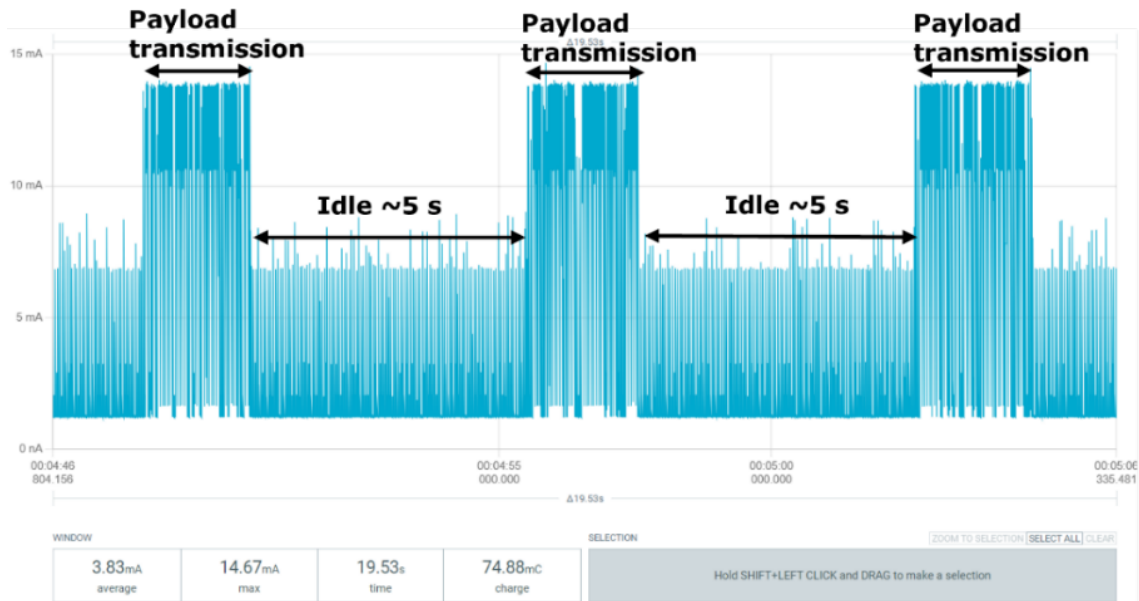 Payload
transmission
Payload
transmission
Payload
transmission
Δ19.53s
15 mA
10 mA
Idle ~5 s
Idle ~5 s
5 mA
0 nA
00:04:46
804.156
00:04:55
000.000
00:05:00
000.000
00:05:06
335.481
Δ19.53s
WINDOW
3.83mA
average
14.67mA
max
19.53s
time
74.88mC
charge
SELECTION
ZOOM TO SELECTION
SELECT ALL
CLEAR
Hold SHIFT+LEFT CLICK and DRAG to make a selection